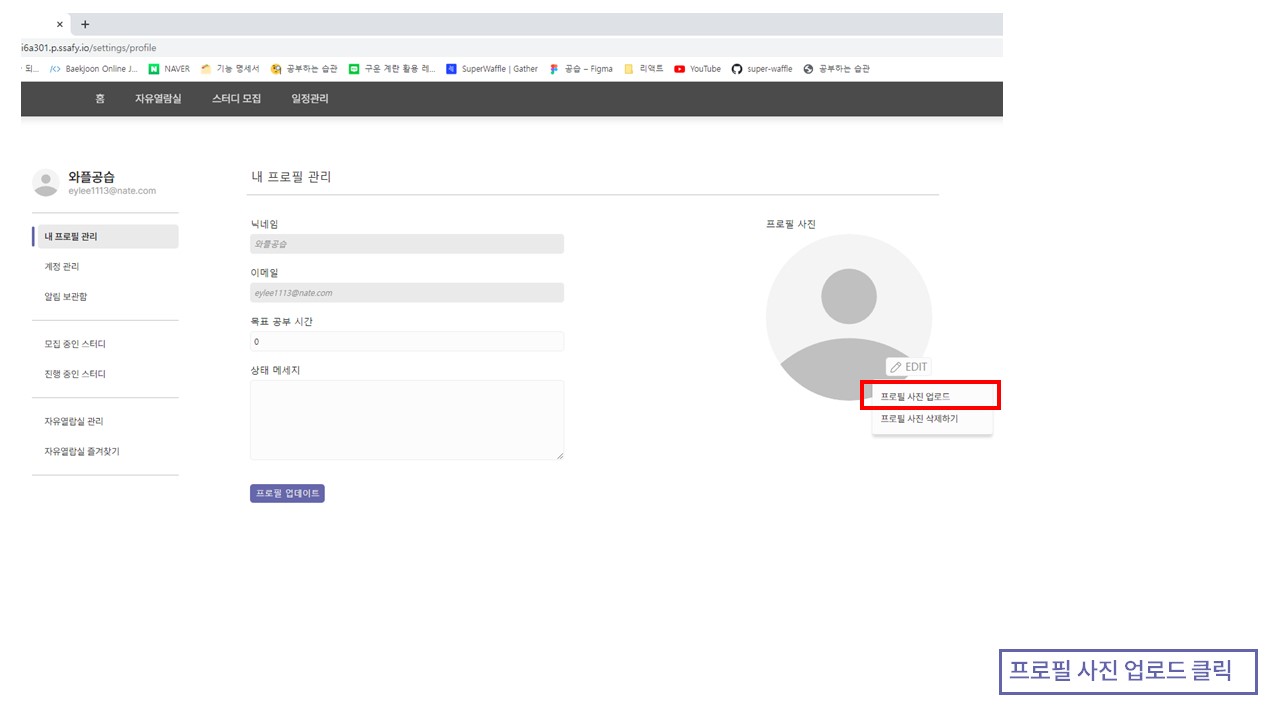 × +
i6a301.p.ssafy.io/settings/profile
되... Baekjoon Online J... NAVER 기능 명세서 공부하는 습관 구운 계란 활용 레... SuperWaffle | Gather 공습 – Figma 리액트 YouTube super-waffle 공부하는 습관
홈 자유열람실 스터디 모집 일정관리
와플공습
eylee1113@nate.com
내 프로필 관리
계정 관리
알림 보관함
모집 중인 스터디
진행 중인 스터디
자유열람실 관리
자유열람실 즐겨찾기
내 프로필 관리
닉네임
와플공습
이메일
eylee1113@nate.com
목표 공부 시간
0
상태 메세지
프로필 업데이트
프로필 사진
EDIT
프로필 사진 업로드
프로필 사진 삭제하기
프로필 사진 업로드 클릭